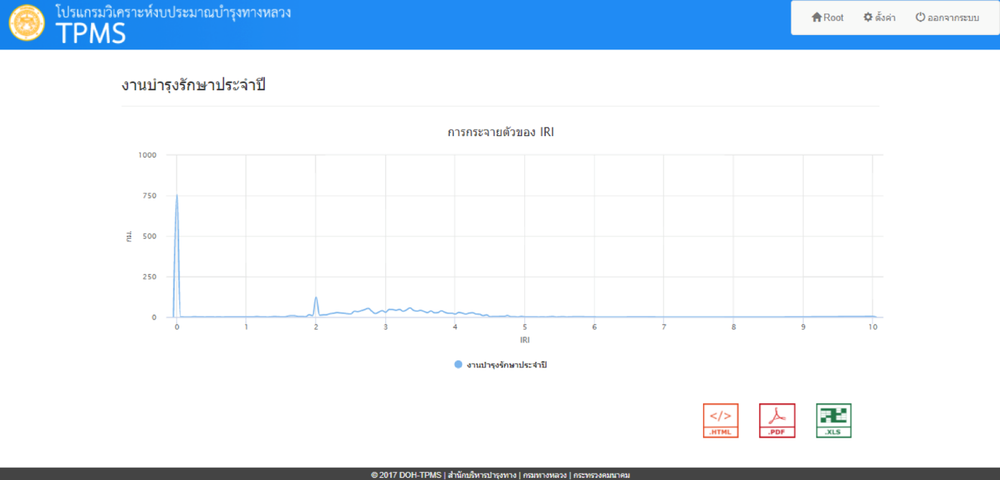 โปรแกรมวิเคราะห์งบประมาณบำรุงทางหลวง
TPMS
Root ตั้งค่า ออกจากระบบ
งานบำรุงรักษาประจำปี
การกระจายตัวของ IRI
1000
750
500
250
0
กม.
0 1 2 3 4 5 6 7 8 9 10
IRI
งานบำรุงรักษาประจำปี
</> .HTML
.PDF
.XLS
© 2017 DOH-TPMS | สำนักบริหารบำรุงทาง | กรมทางหลวง | กระทรวงคมนาคม